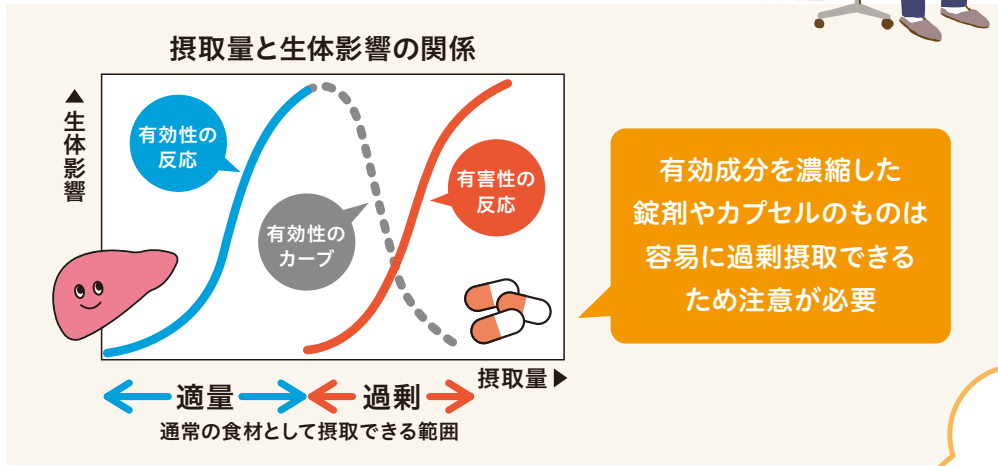 摂取量と生体影響の関係
▲生体影響
有効性の
反応
有効性の
カーブ
有害性の
反応
摂取量▶
適量
過剰
通常の食材として摂取できる範囲
有効成分を濃縮した
錠剤やカプセルのものは
容易に過剰摂取できる
ため注意が必要